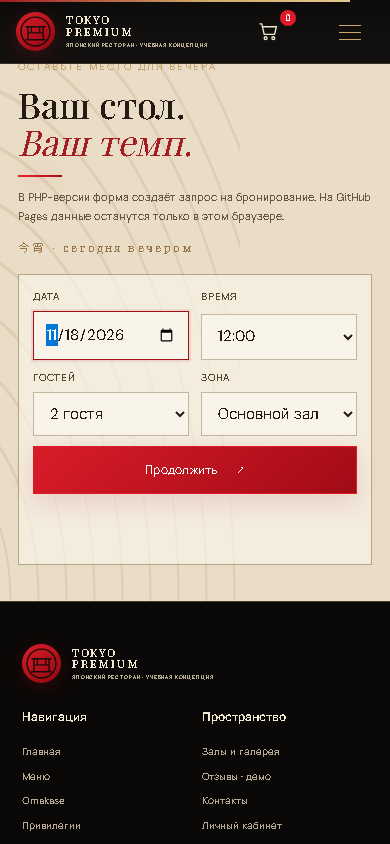 TOKYO
PREMIUM
ЯПОНСКИЙ РЕСТОРАН · УЧЕБНАЯ КОНЦЕПЦИЯ
0
ОСТАВЬТЕ МЕСТО ДЛЯ ВЕЧЕРА
Ваш стол.
Ваш темп.
В PHP-версии форма создаёт запрос на бронирование. На GitHub
Pages данные останутся только в этом браузере.
今宵 · сегодня вечером
ДАТА
ВРЕМЯ
11/18/2026
12:00
ГОСТЕЙ
ЗОНА
2 гостя
Основной зал
Продолжить ↗
TOKYO
PREMIUM
ЯПОНСКИЙ РЕСТОРАН · УЧЕБНАЯ КОНЦЕПЦИЯ
Навигация
Пространство
Главная
Залы и галерея
Меню
Отзывы · демо
Omakase
Контакты
Привилегии
Личный кабинет